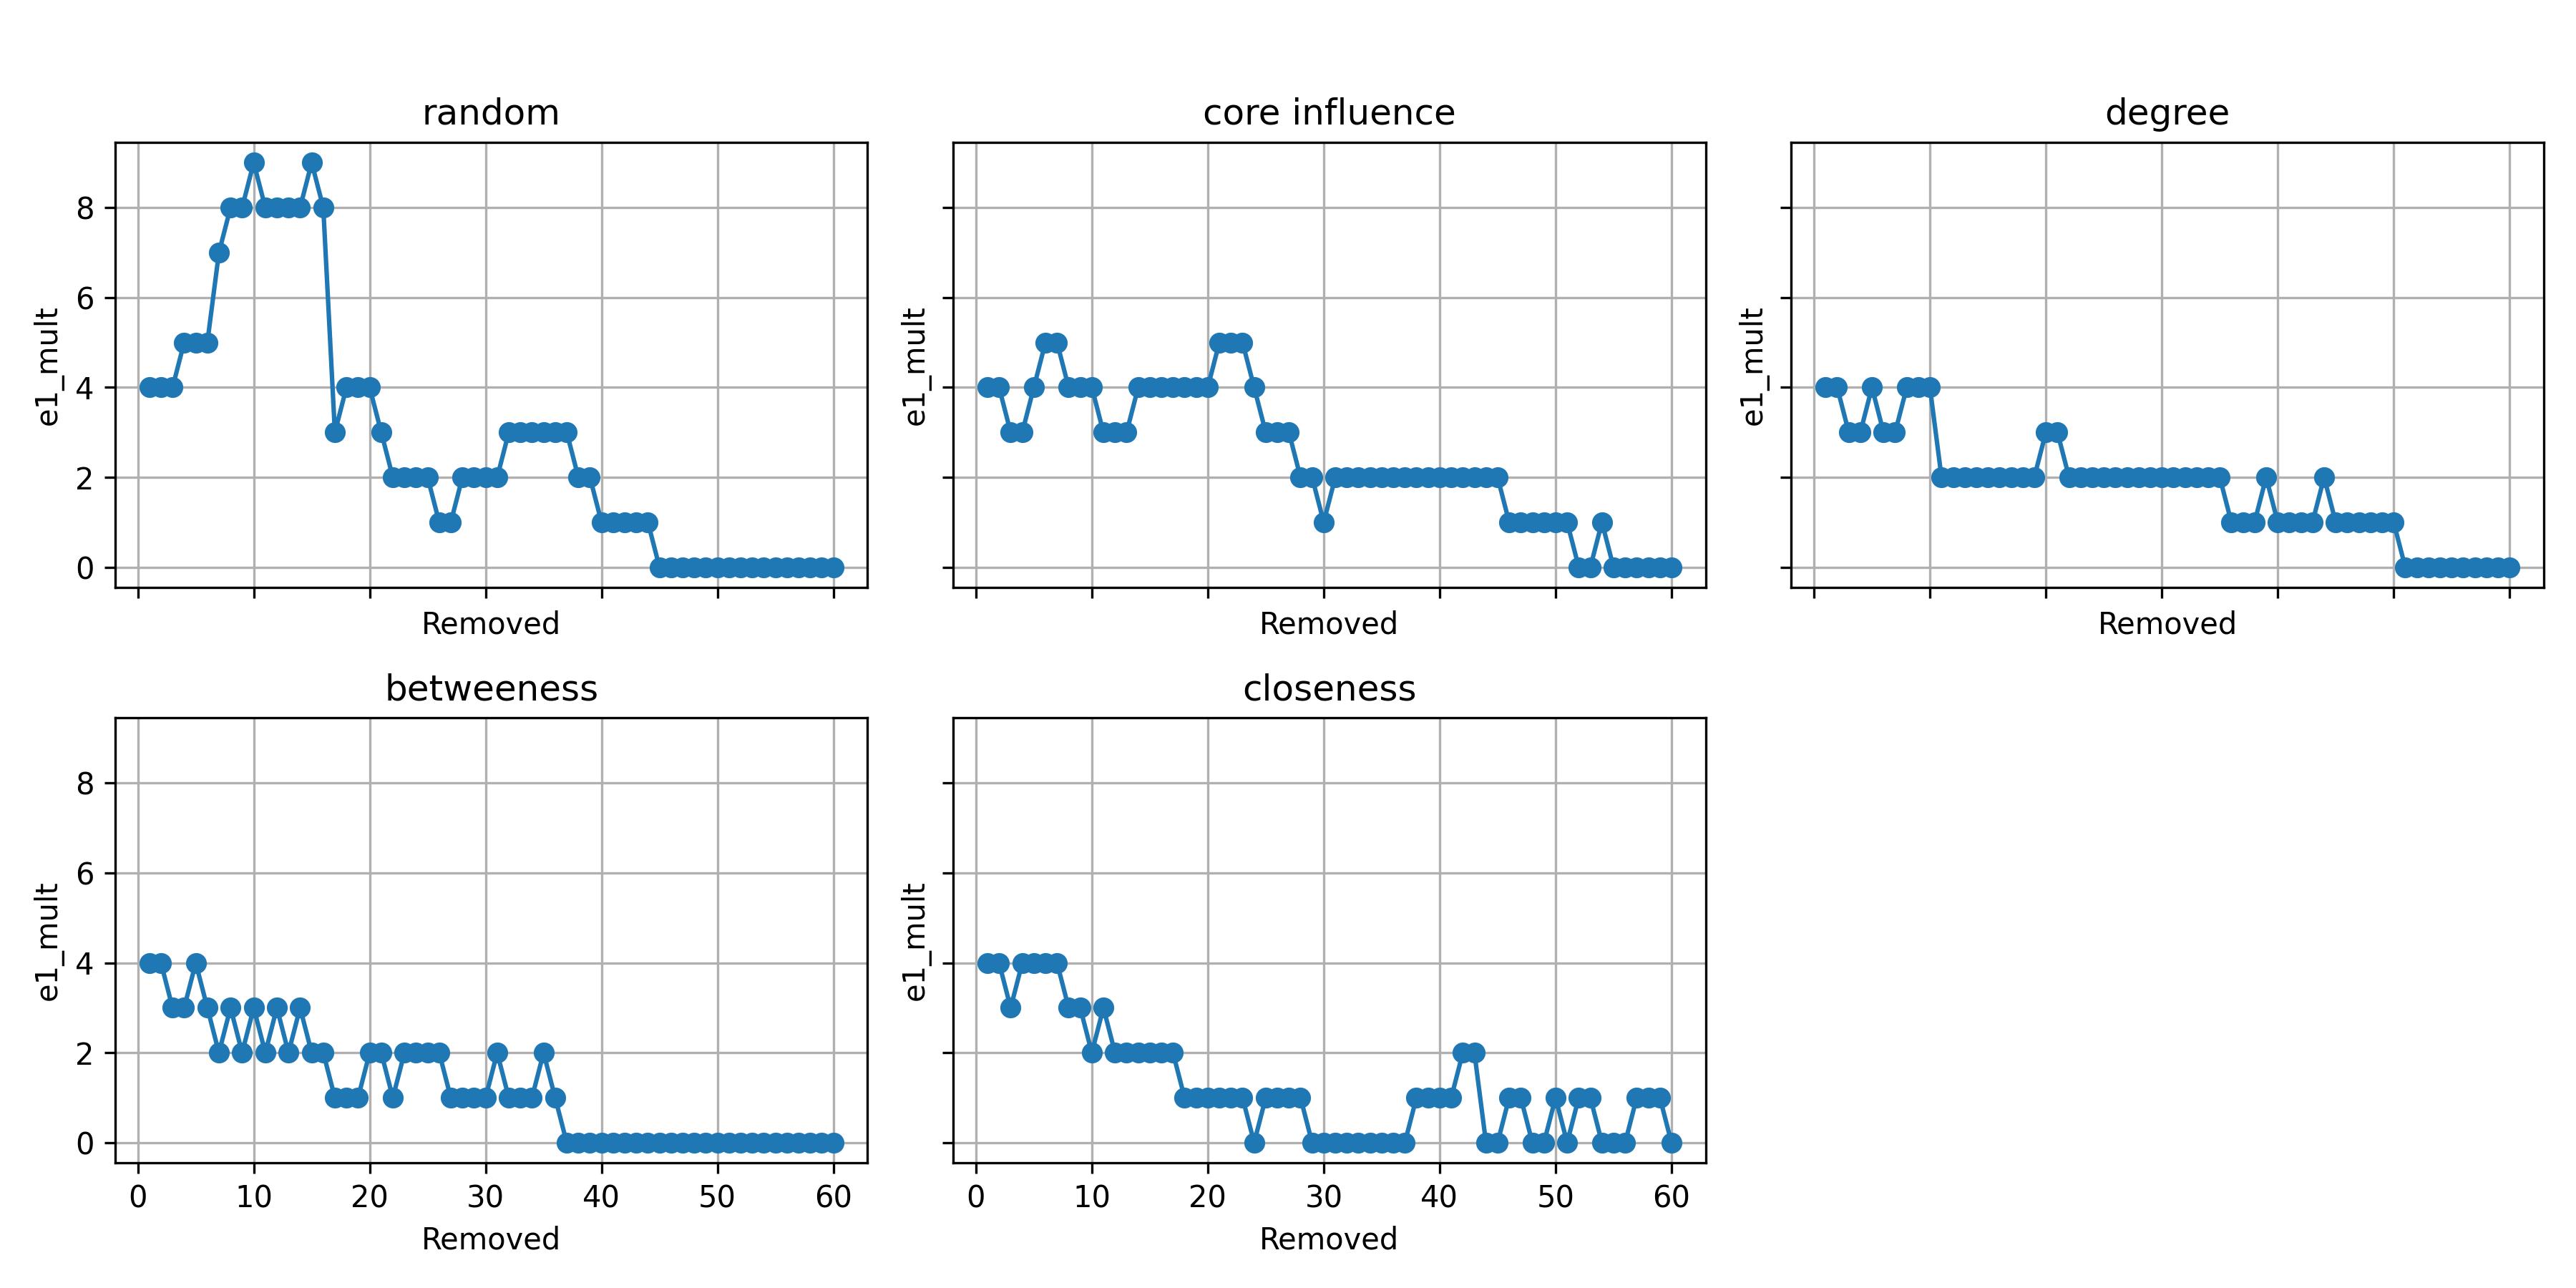 random
core influence
degree
8
6
4
2
0
e1_mult
e1_mult
e1_mult
Removed
Removed
Removed
betweeness
closeness
8
6
4
2
0
e1_mult
e1_mult
0 10 20 30 40 50 60
0 10 20 30 40 50 60
Removed
Removed